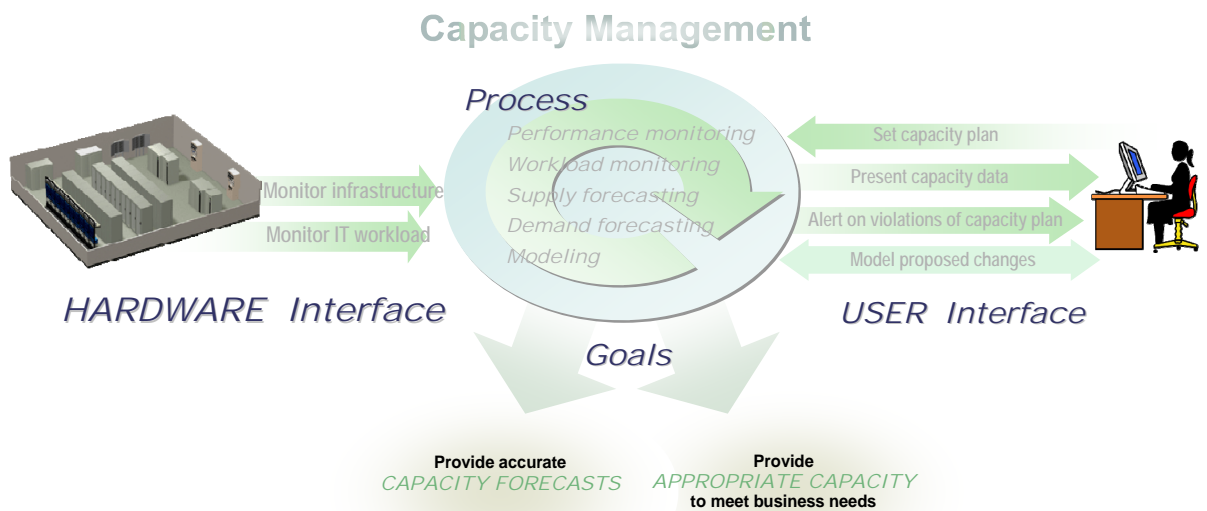 Capacity Management
Process
Performance monitoring
Workload monitoring
Supply forecasting
Demand forecasting
Modeling
Monitor infrastructure
Monitor IT workload
HARDWARE Interface
Set capacity plan
Present capacity data
Alert on violations of capacity plan
Model proposed changes
USER Interface
Goals
Provide accurate
CAPACITY FORECASTS
Provide
APPROPRIATE CAPACITY
to meet business needs